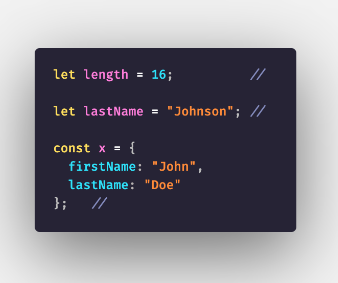 let length = 16;          //
let lastName = "Johnson"; //
const x = {
  firstName: "John",
  lastName: "Doe"
};   //